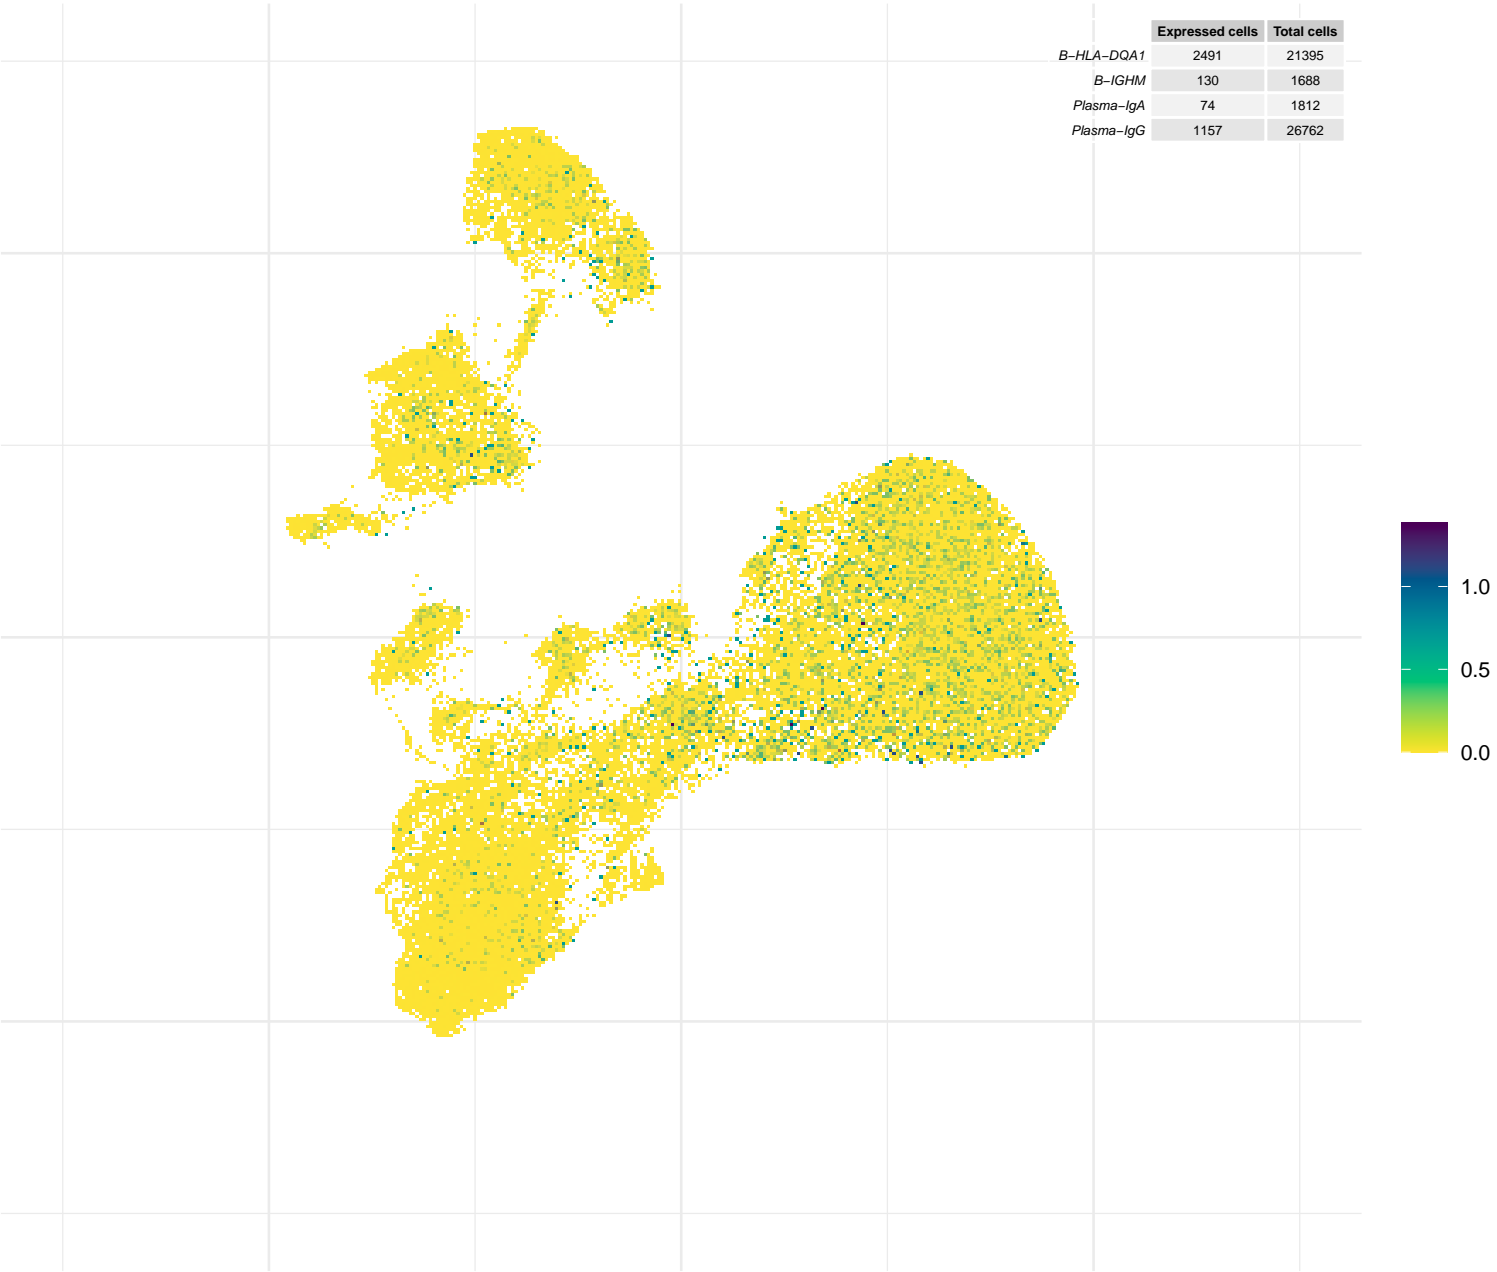 Expressed cells Total cells
B−HLA−DQA1 2491 21395
B−IGHM 130 1688
Plasma−IgA 74 1812
Plasma−IgG 1157 26762
1.0
0.5
0.0